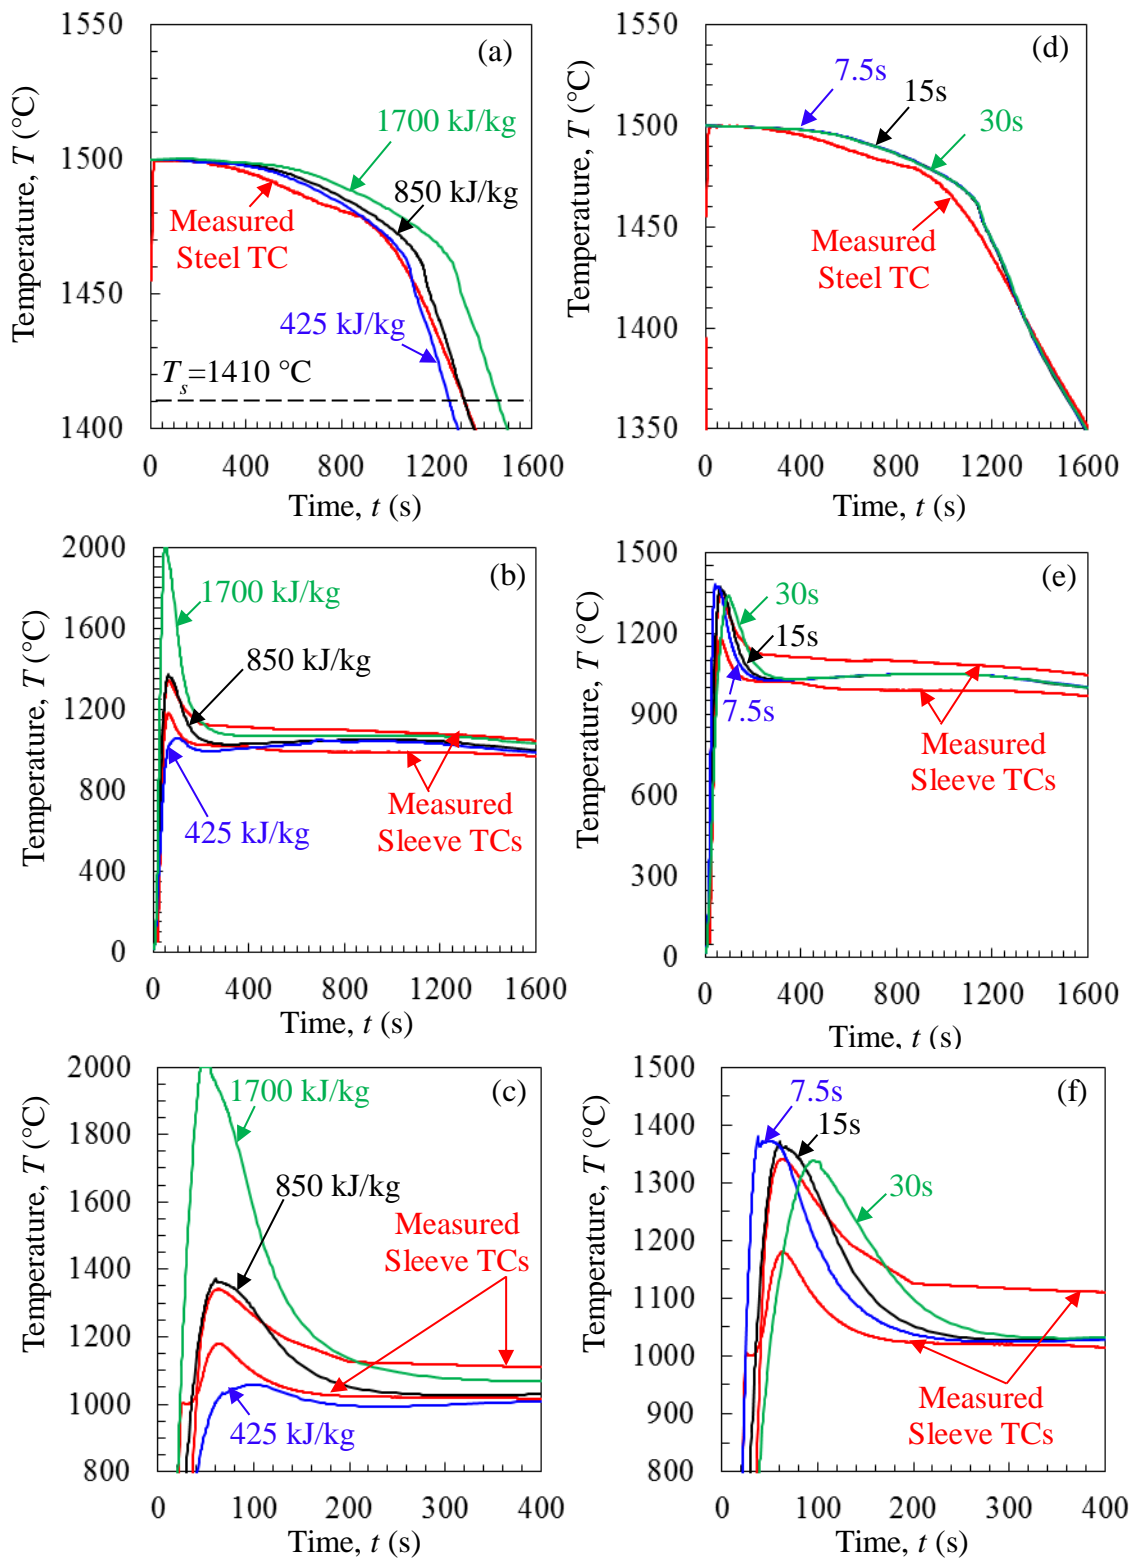 (a)
Temperature, T (°C)
1550
1500
1450
1400
1700 kJ/kg
850 kJ/kg
Measured
Steel TC
425 kJ/kg
Ts=1410 °C
0 400 800 1200 1600
Time, t (s)
(d)
Temperature, T (°C)
1550
1500
1450
1400
1350
7.5s
15s
30s
Measured
Steel TC
0 400 800 1200 1600
Time, t (s)
(b)
Temperature, T (°C)
2000
1600
1200
800
400
0
1700 kJ/kg
850 kJ/kg
425 kJ/kg
Measured
Sleeve TCs
0 400 800 1200 1600
Time, t (s)
(e)
Temperature, T (°C)
1500
1200
900
600
300
0
30s
15s
7.5s
Measured
Sleeve TCs
0 400 800 1200 1600
Time, t (s)
(c)
Temperature, T (°C)
2000
1800
1600
1400
1200
1000
800
1700 kJ/kg
850 kJ/kg
Measured
Sleeve TCs
425 kJ/kg
0 100 200 300 400
Time, t (s)
(f)
Temperature, T (°C)
1500
1400
1300
1200
1100
1000
900
800
7.5s
15s
30s
Measured
Sleeve TCs
0 100 200 300 400
Time, t (s)